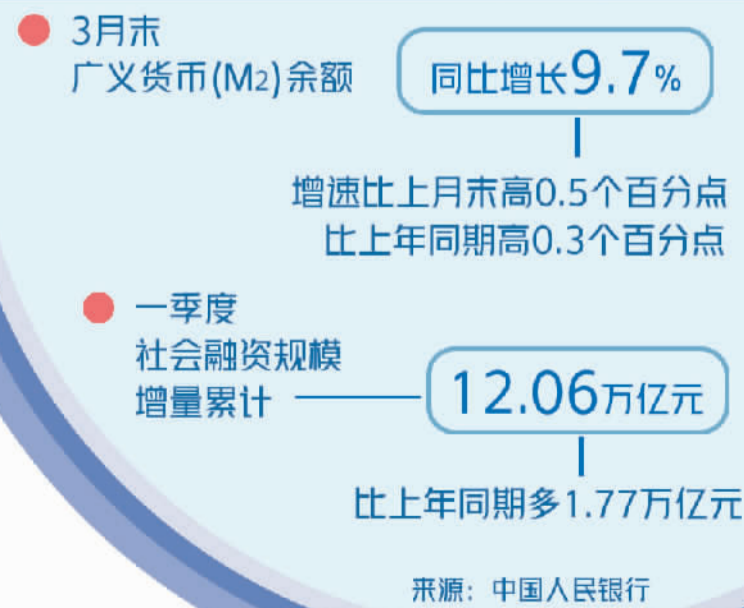 3月末
广义货币(M2)余额
同比增长9.7%
增速比上月末高0.5个百分点
比上年同期高0.3个百分点
一季度
社会融资规模
增量累计
12.06万亿元
比上年同期多1.77万亿元
来源：中国人民银行